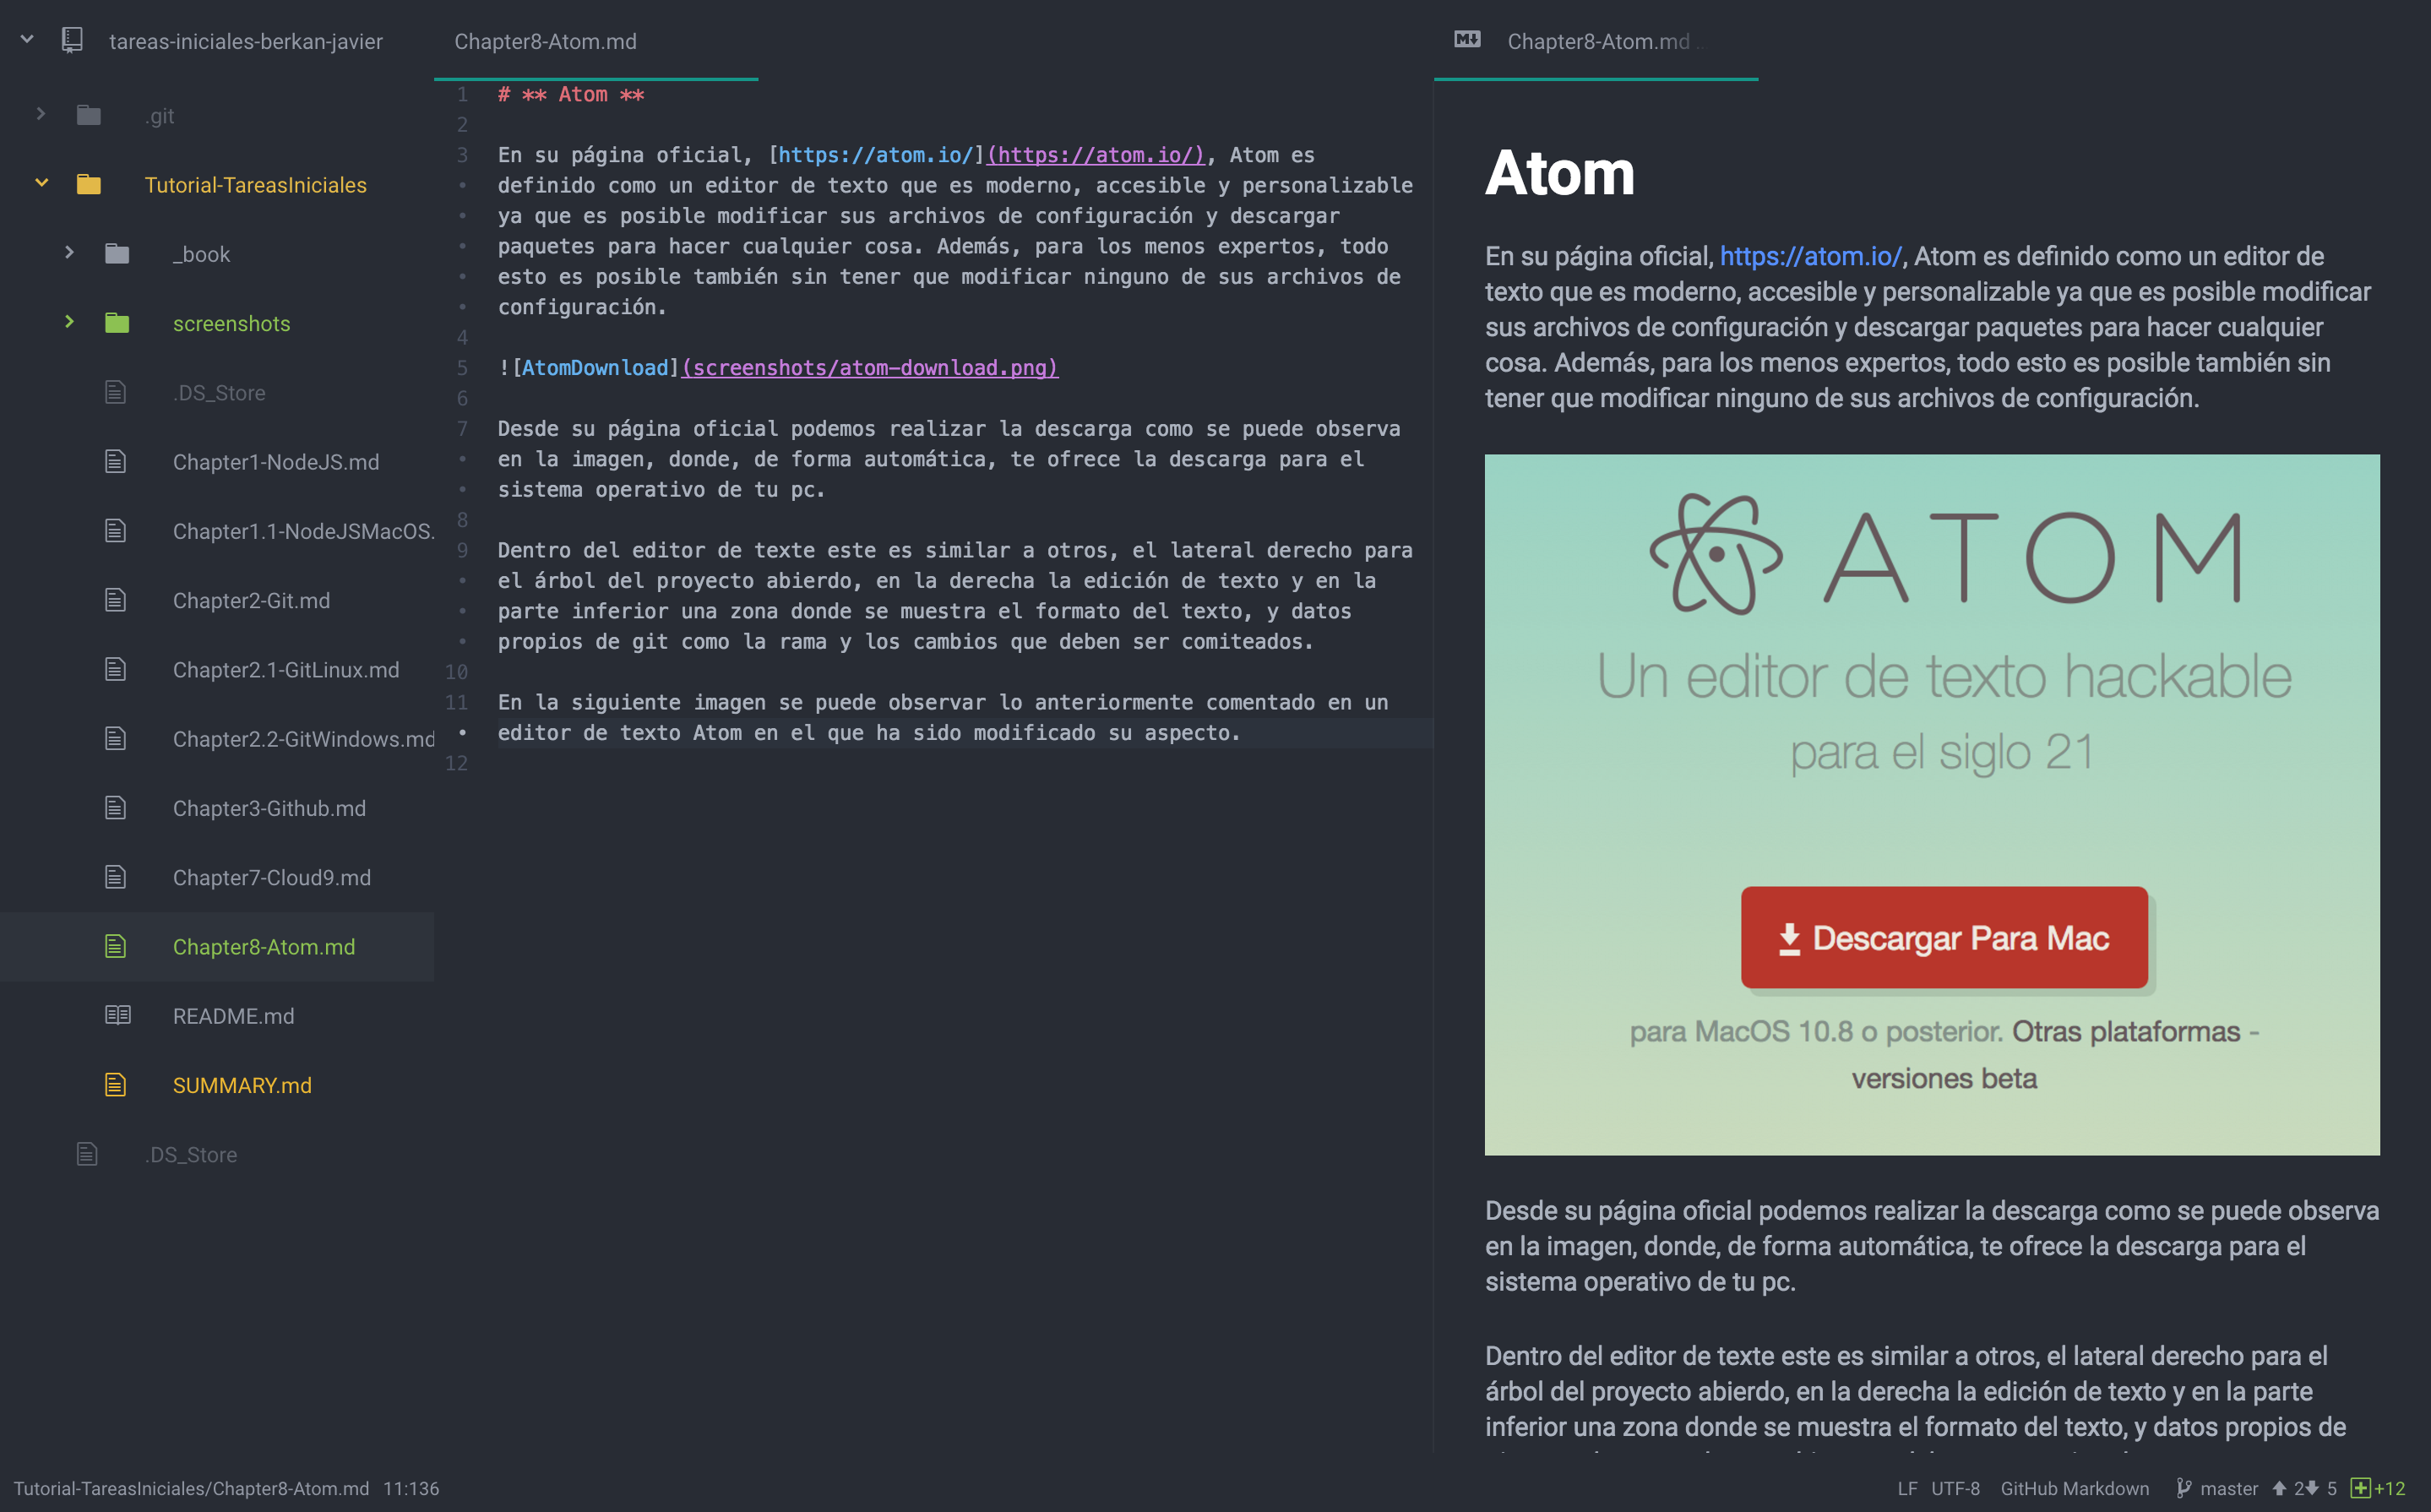 tareas-iniciales-berkan-javier
.git
Tutorial-TareasIniciales
_book
screenshots
.DS_Store
Chapter1-NodeJS.md
Chapter1.1-NodeJSMacOS.
Chapter2-Git.md
Chapter2.1-GitLinux.md
Chapter2.2-GitWindows.md
Chapter3-Github.md
Chapter7-Cloud9.md
Chapter8-Atom.md
README.md
SUMMARY.md
.DS_Store
Chapter8-Atom.md
1 # ** Atom **
2
3 En su página oficial, [https://atom.io/](https://atom.io/), Atom es
definido como un editor de texto que es moderno, accesible y personalizable
ya que es posible modificar sus archivos de configuración y descargar
paquetes para hacer cualquier cosa. Además, para los menos expertos, todo
esto es posible también sin tener que modificar ninguno de sus archivos de
configuración.
4
5 ![AtomDownload](screenshots/atom-download.png)
6
7 Desde su página oficial podemos realizar la descarga como se puede observa
en la imagen, donde, de forma automática, te ofrece la descarga para el
sistema operativo de tu pc.
8
9 Dentro del editor de texte este es similar a otros, el lateral derecho para
el árbol del proyecto abierdo, en la derecha la edición de texto y en la
parte inferior una zona donde se muestra el formato del texto, y datos
propios de git como la rama y los cambios que deben ser comiteados.
10
11 En la siguiente imagen se puede observar lo anteriormente comentado en un
editor de texto Atom en el que ha sido modificado su aspecto.
12
Chapter8-Atom.md ..
Atom
En su página oficial, https://atom.io/, Atom es definido como un editor de
texto que es moderno, accesible y personalizable ya que es posible modificar
sus archivos de configuración y descargar paquetes para hacer cualquier
cosa. Además, para los menos expertos, todo esto es posible también sin
tener que modificar ninguno de sus archivos de configuración.
ATOM
Un editor de texto hackable
para el siglo 21
Descargar Para Mac
para MacOS 10.8 o posterior. Otras plataformas -
versiones beta
Desde su página oficial podemos realizar la descarga como se puede observa
en la imagen, donde, de forma automática, te ofrece la descarga para el
sistema operativo de tu pc.
Dentro del editor de texte este es similar a otros, el lateral derecho para el
árbol del proyecto abierdo, en la derecha la edición de texto y en la parte
inferior una zona donde se muestra el formato del texto, y datos propios de
Tutorial-TareasIniciales/Chapter8-Atom.md 11:136
LF UTF-8 GitHub Markdown master 2 5 +12